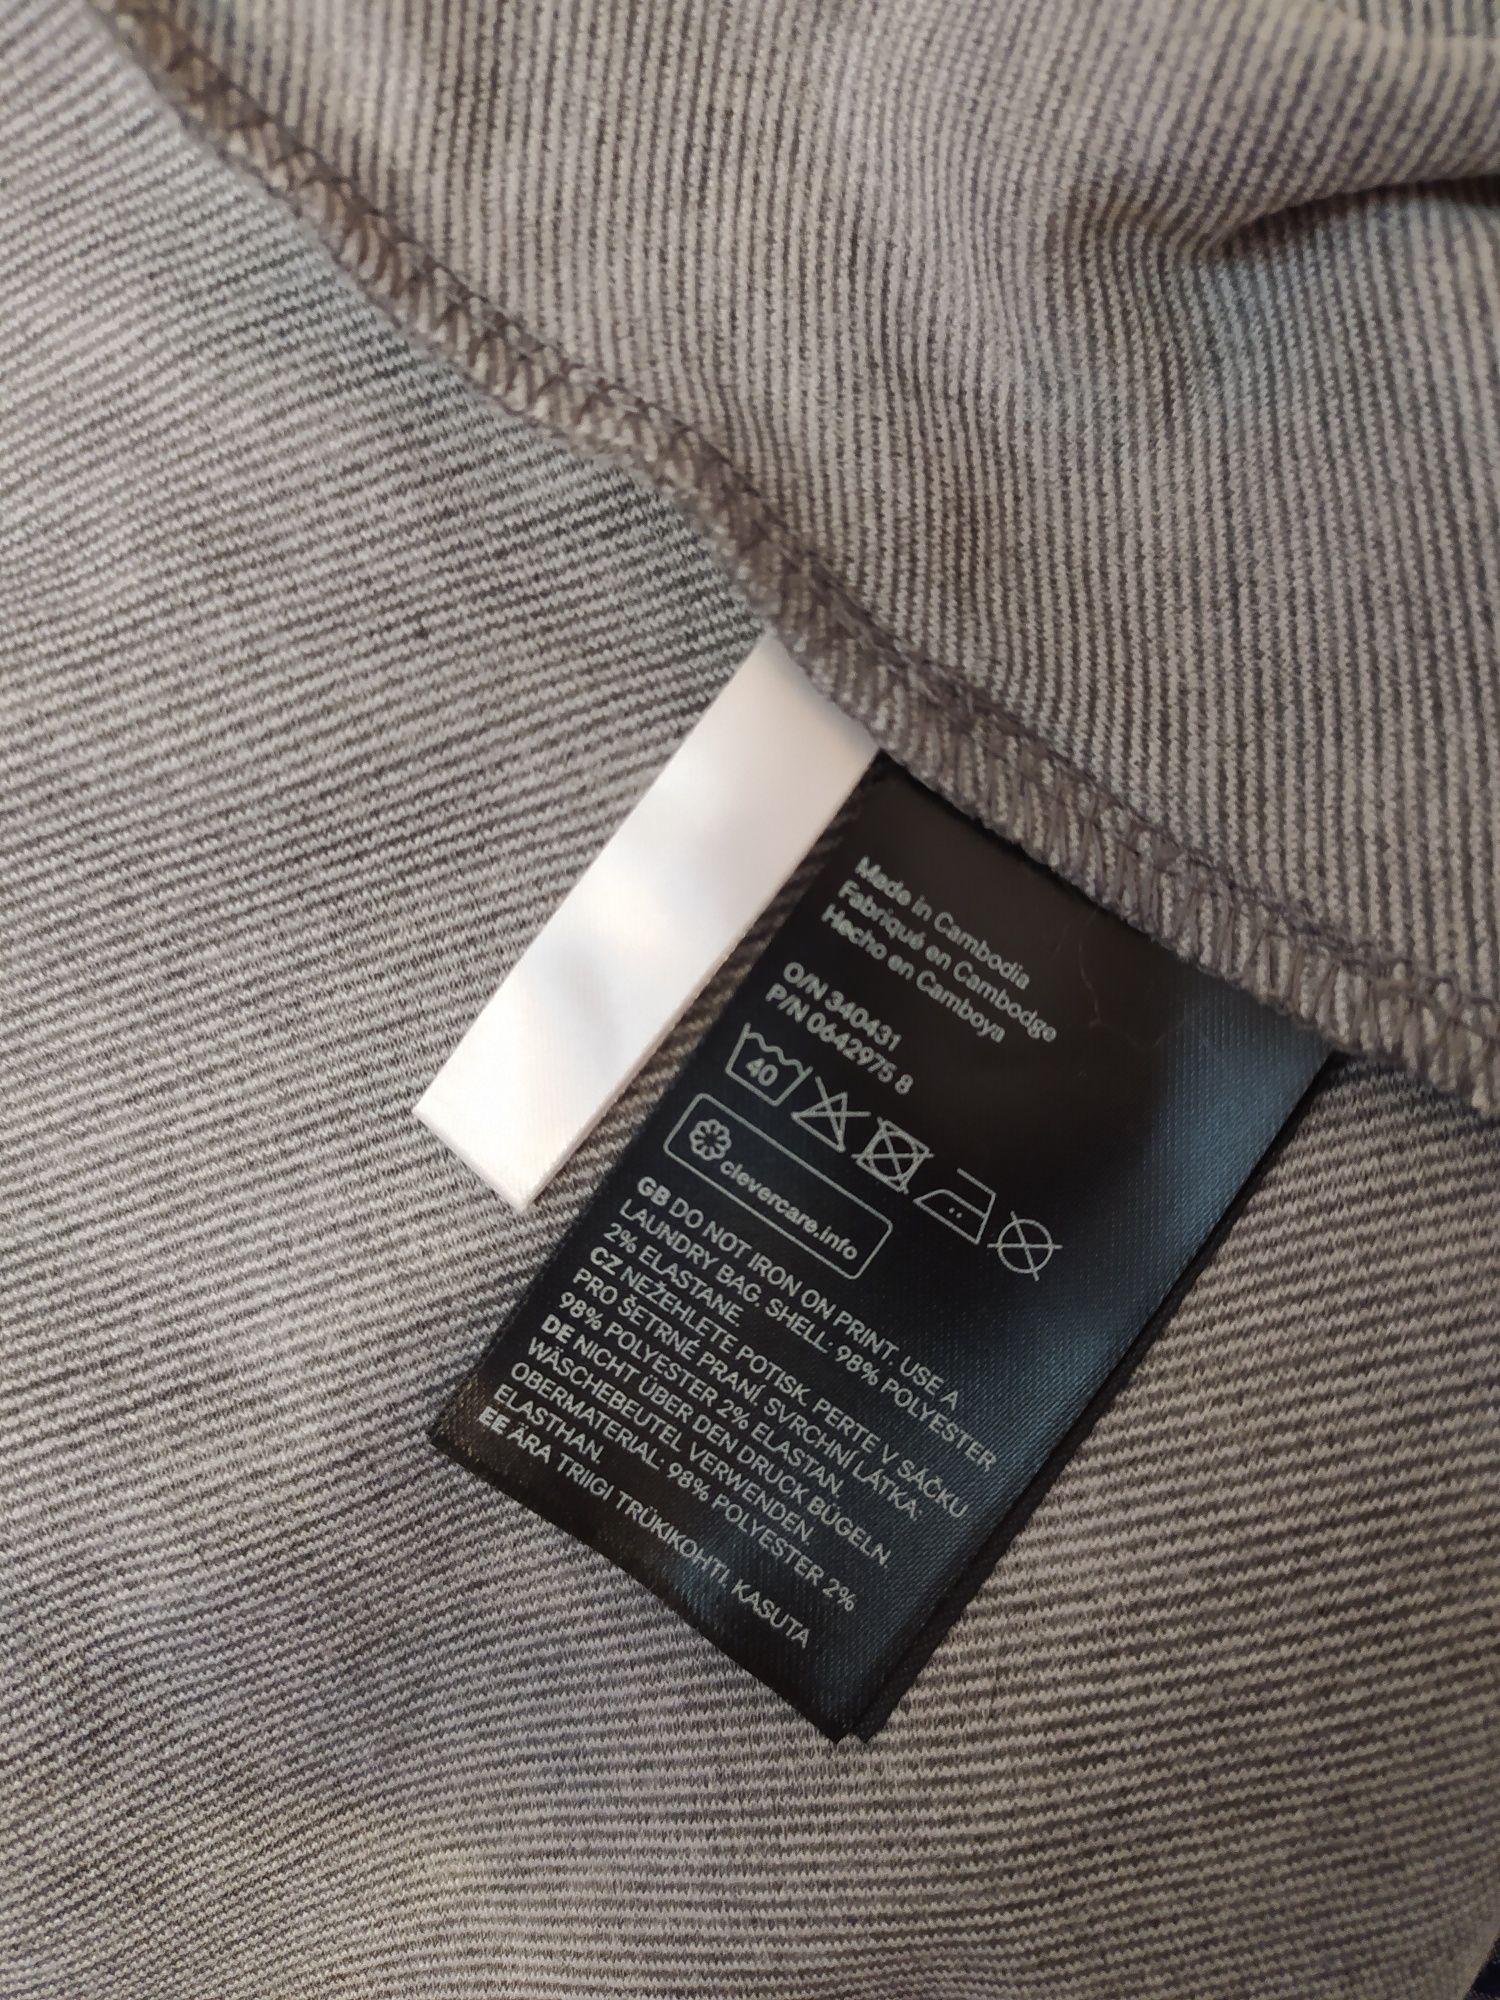 Made in Cambodia
Fabriqué en Cambodge
Hecho en Camboya
O/N 340431
P/N 0642975 8
40
clevercare.info
GB DO NOT IRON ON PRINT. USE A
LAUNDRY BAG. SHELL: 98% POLYESTER
2% ELASTANE.
CZ NEŽEHLETE POTISK. PERTE V SÁČKU
PRO ŠETRNÉ PRANÍ. SVRCHNÍ LÁTKA:
98% POLYESTER 2% ELASTAN.
DE NICHT ÜBER DEN DRUCK BÜGELN.
WÄSCHEBEUTEL VERWENDEN.
OBERMATERIAL: 98% POLYESTER 2%
ELASTHAN.
EE ÄRA TRIIGI TRÜKIKOHTI. KASUTA